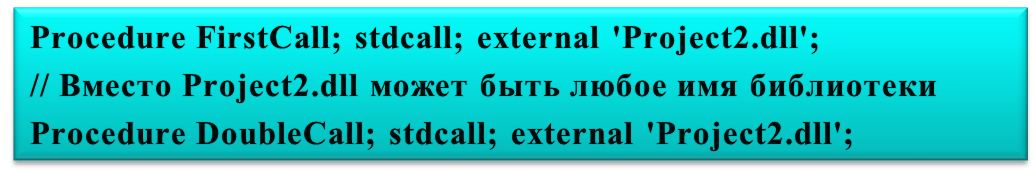 Procedure FirstCall; stdcall; external 'Project2.dll';
// Вместо Project2.dll может быть любое имя библиотеки
Procedure DoubleCall; stdcall; external 'Project2.dll';